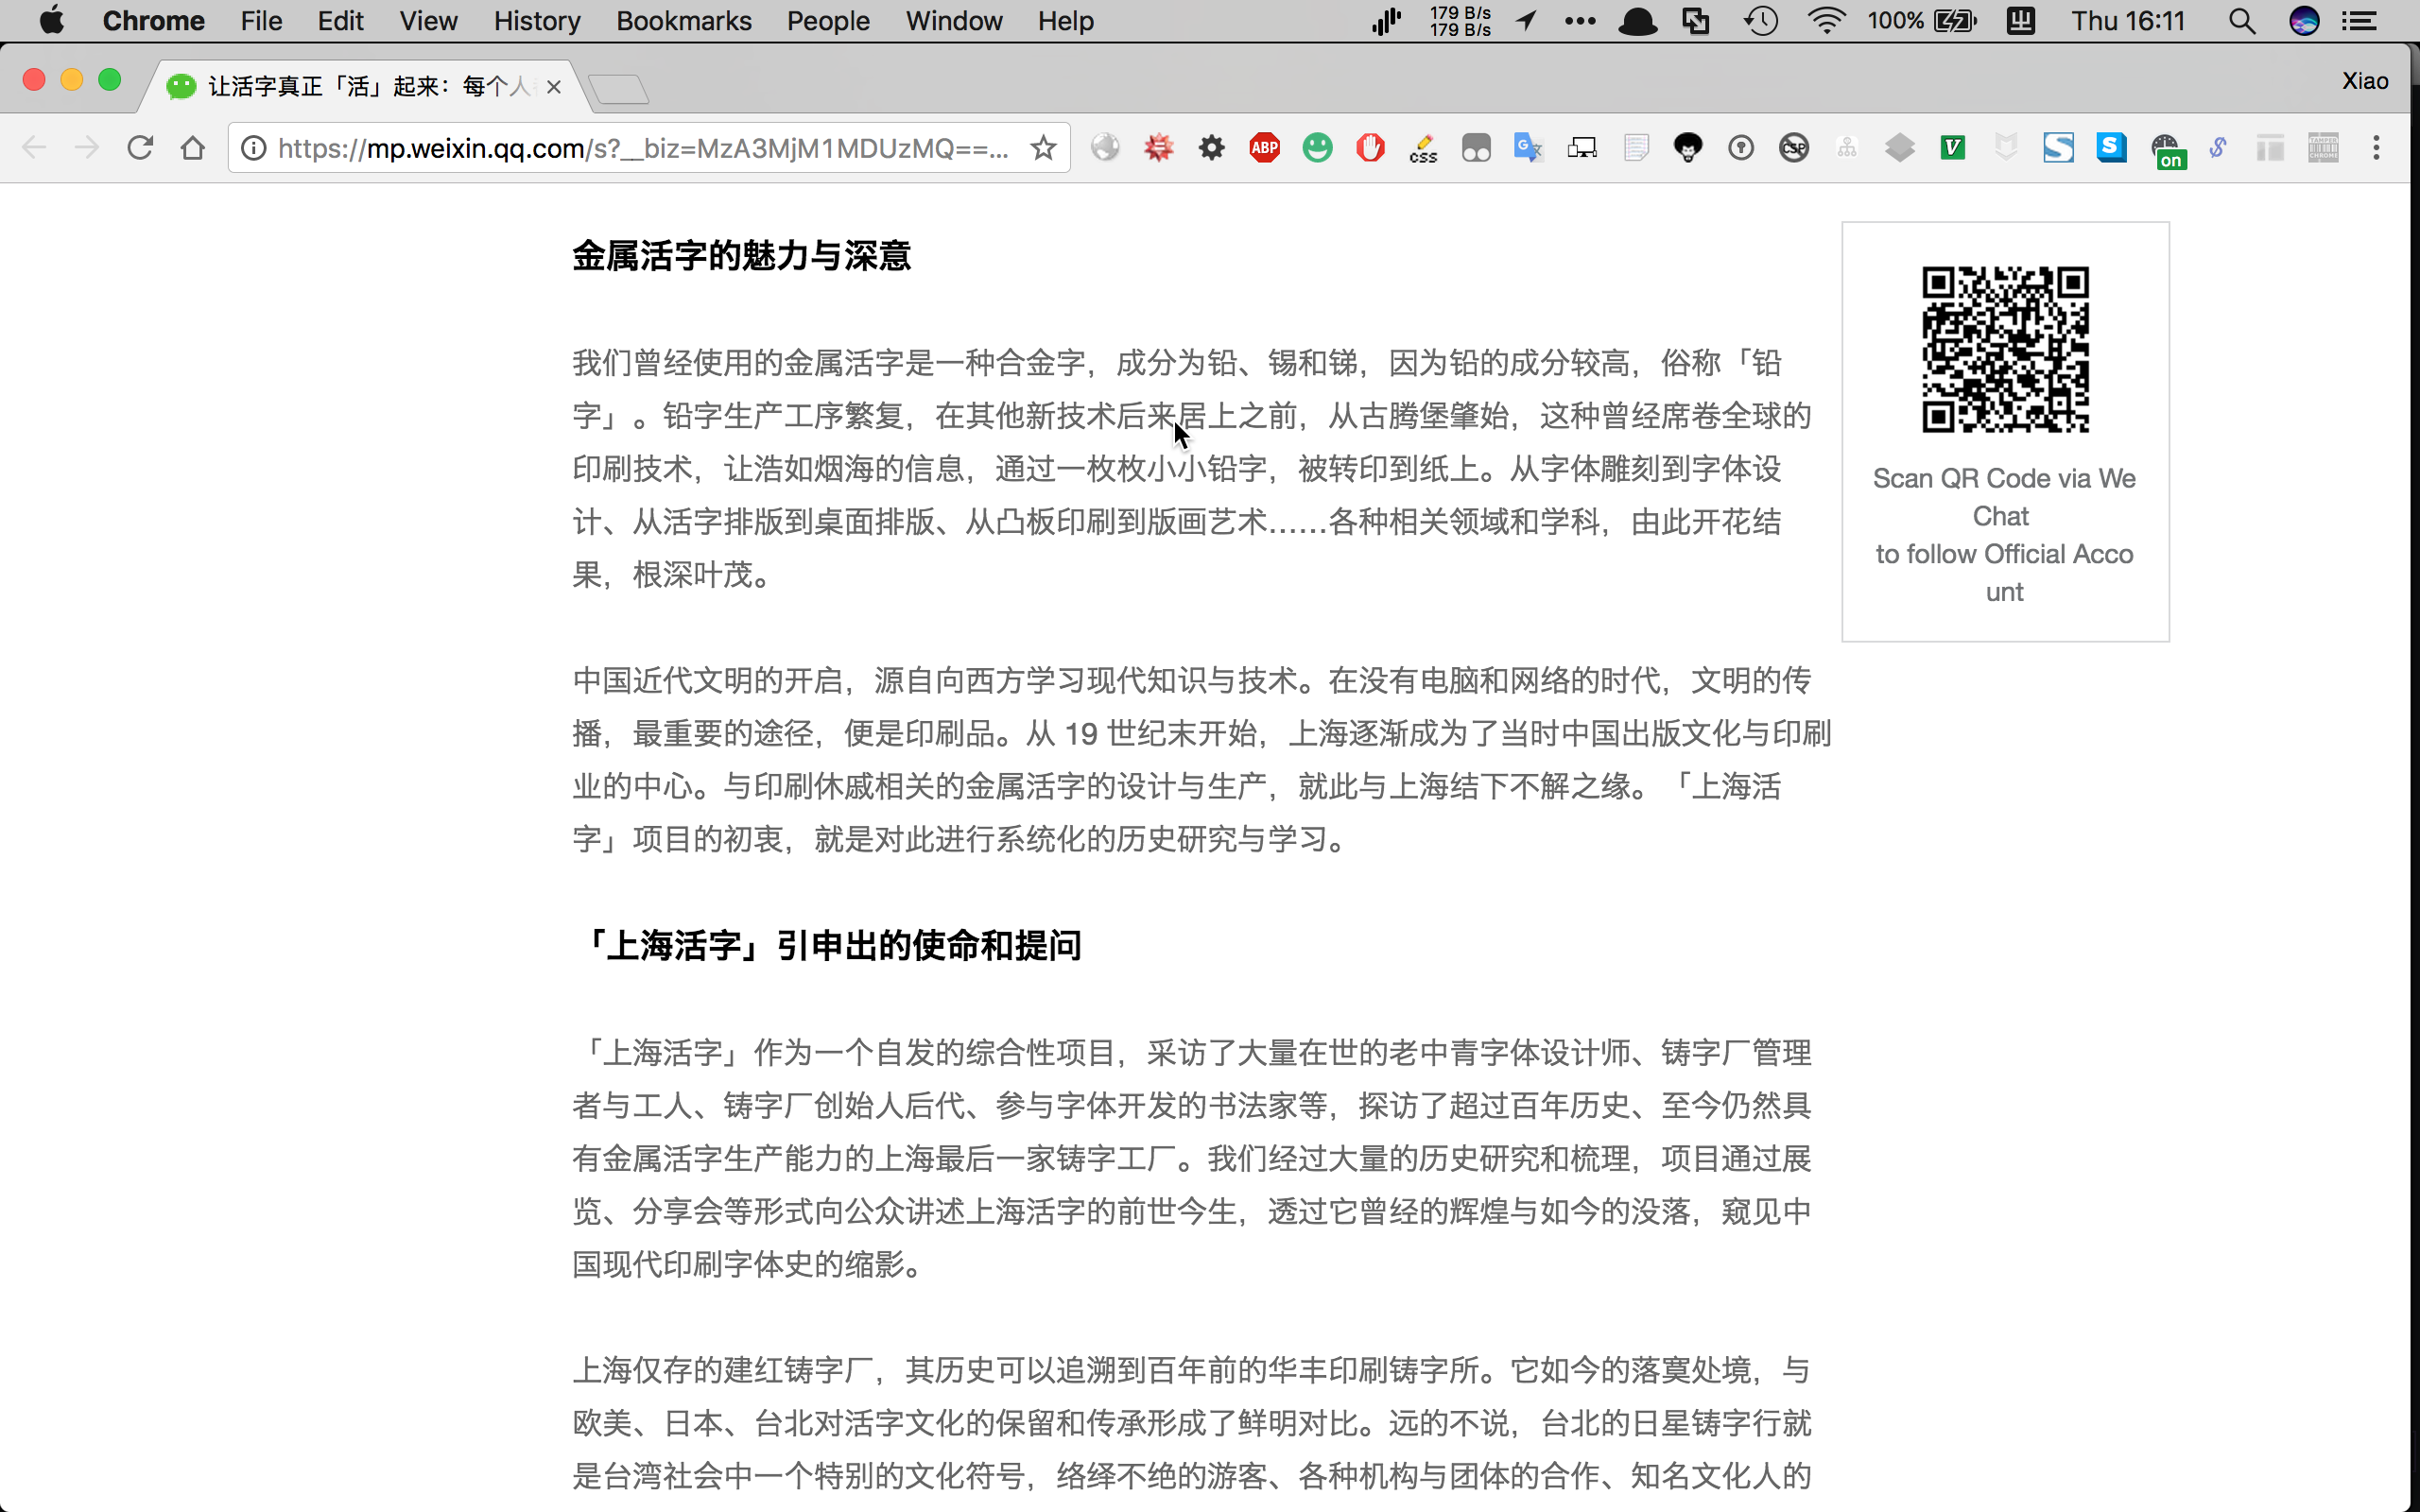 Chrome File Edit View History Bookmarks People Window Help 179 B/s 179 B/s 100% Thu 16:11
让活字真正「活」起来：每个人 Xiao
https://mp.weixin.qq.com/s?__biz=MzA3MjM1MDUzMQ==... ABP css CSP on
金属活字的魅力与深意
我们曾经使用的金属活字是一种合金字，成分为铅、锡和锑，因为铅的成分较高，俗称「铅
字」。铅字生产工序繁复，在其他新技术后来居上之前，从古腾堡肇始，这种曾经席卷全球的
印刷技术，让浩如烟海的信息，通过一枚枚小小铅字，被转印到纸上。从字体雕刻到字体设
计、从活字排版到桌面排版、从凸板印刷到版画艺术......各种相关领域和学科，由此开花结
果，根深叶茂。
中国近代文明的开启，源自向西方学习现代知识与技术。在没有电脑和网络的时代，文明的传
播，最重要的途径，便是印刷品。从 19 世纪末开始，上海逐渐成为了当时中国出版文化与印刷
业的中心。与印刷休戚相关的金属活字的设计与生产，就此与上海结下不解之缘。「上海活
字」项目的初衷，就是对此进行系统化的历史研究与学习。
「上海活字」引申出的使命和提问
「上海活字」作为一个自发的综合性项目，采访了大量在世的老中青字体设计师、铸字厂管理
者与工人、铸字厂创始人后代、参与字体开发的书法家等，探访了超过百年历史、至今仍然具
有金属活字生产能力的上海最后一家铸字工厂。我们经过大量的历史研究和梳理，项目通过展
览、分享会等形式向公众讲述上海活字的前世今生，透过它曾经的辉煌与如今的没落，窥见中
国现代印刷字体史的缩影。
上海仅存的建红铸字厂，其历史可以追溯到百年前的华丰印刷铸字所。它如今的落寞处境，与
欧美、日本、台北对活字文化的保留和传承形成了鲜明对比。远的不说，台北的日星铸字行就
是台湾社会中一个特别的文化符号，络绎不绝的游客、各种机构与团体的合作、知名文化人的
Scan QR Code via We
Chat
to follow Official Acco
unt